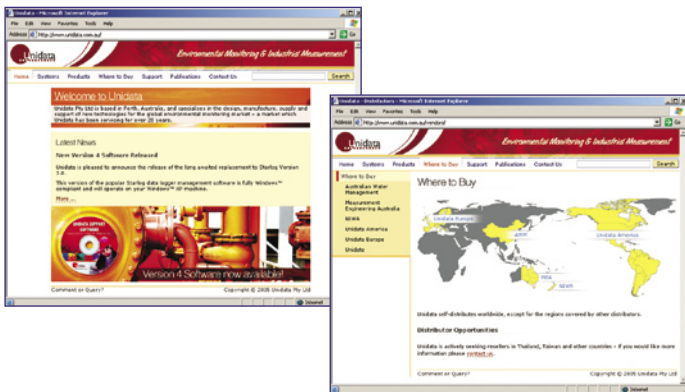 Unidata - Microsoft Internet Explorer
File Edit View Favorites Tools Help
Address http://www.unidata.com.au/ Go
Unidata
Environmental Monitoring & Industrial Measurement
Home Systems Products Where to Buy Support Publications Contact Us Search
Welcome to Unidata
Unidata Pty Ltd is based in Perth, Australia, and specialises in the design, manufacture, supply and
support of new technologies for the global environmental monitoring market – a market which
Unidata has been servicing for over 20 years.
Latest News
New Version 4 Software Released
Unidata is pleased to announce the release of the long awaited replacement to Starlog Version
This version of the popular Starlog data logger management software is fully Windows™
compliant and will operate on your Windows™ XP machine.
More ...
UNIDATA SUPPORT
SOFTWARE
Version 4 Software now available!
Comment or Query? Copyright © 2005 Unidata Pty Ltd
Internet
Unidata - Distributors - Microsoft Internet Explorer
File Edit View Favorites Tools Help
Address http://www.unidata.com.au/vendors/ Go
Unidata
Environmental Monitoring & Industrial Measurement
Home Systems Products Where to Buy Support Publications Contact Us Search
Where to Buy
Australian Water
Management
Measurement
Engineering Australia
Unidata America
Unidata Europe
Unidata
Where to Buy
Unidata Europe
Unidata America
MEA
Unidata self-distributes worldwide, except for the regions covered by other distributors.
Distributor Opportunities
Unidata is actively seeking resellers in Thailand, Taiwan and other countries - if you would like more
information please contact us.
Comment or Query? Copyright © 2005 Unidata Pty Ltd
Internet